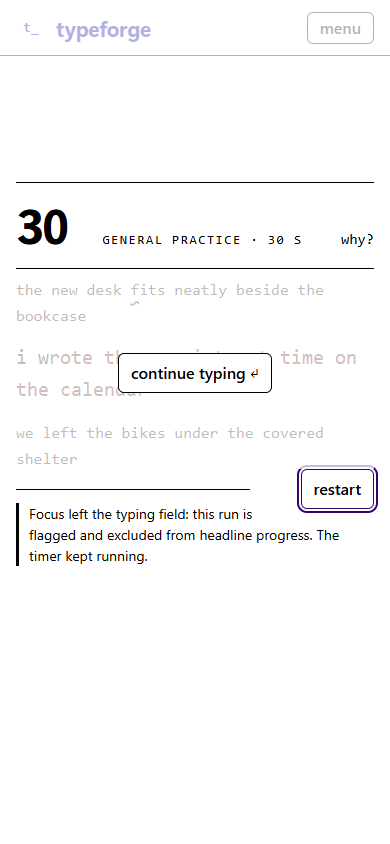 t_ typeforge menu
30 GENERAL PRACTICE · 30 S why?
the new desk fits neatly beside the
bookcase
i wrote time on
the
continue typing ↵
we left the bikes under the covered
shelter
restart
Focus left the typing field: this run is
flagged and excluded from headline progress. The
timer kept running.